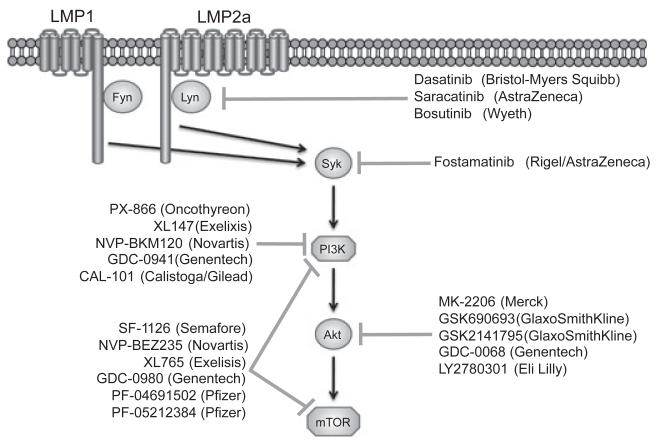 LMP1
LMP2a
Fyn
Lyn
Dasatinib (Bristol-Myers Squibb)
Saracatinib (AstraZeneca)
Bosutinib (Wyeth)
Syk
Fostamatinib (Rigel/AstraZeneca)
PX-866 (Oncothyreon)
XL147(Exelixis)
NVP-BKM120 (Novartis)
GDC-0941(Genentech)
CAL-101 (Calistoga/Gilead)
PI3K
SF-1126 (Semafore)
NVP-BEZ235 (Novartis)
XL765 (Exelisis)
GDC-0980 (Genentech)
PF-04691502 (Pfizer)
PF-05212384 (Pfizer)
Akt
MK-2206 (Merck)
GSK690693(GlaxoSmithKline)
GSK2141795(GlaxoSmithKline)
GDC-0068 (Genentech)
LY2780301 (Eli Lilly)
mTOR